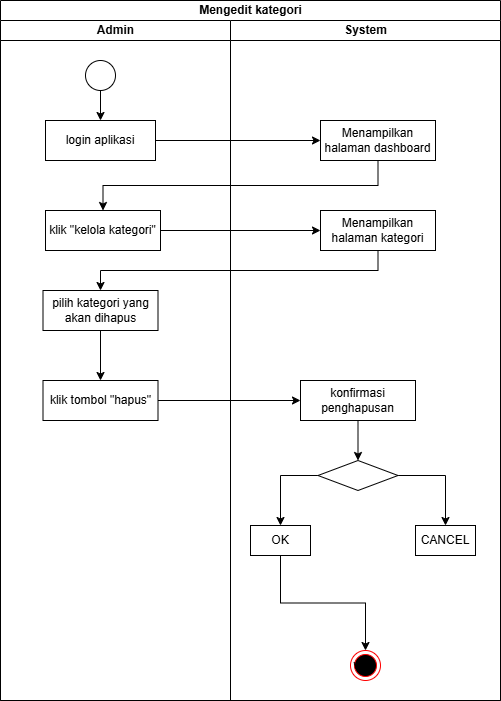 Mengedit kategori
Admin
System
login aplikasi
Menampilkan
halaman dashboard
klik "kelola kategori"
Menampilkan
halaman kategori
pilih kategori yang
akan dihapus
klik tombol "hapus"
konfirmasi
penghapusan
OK
CANCEL